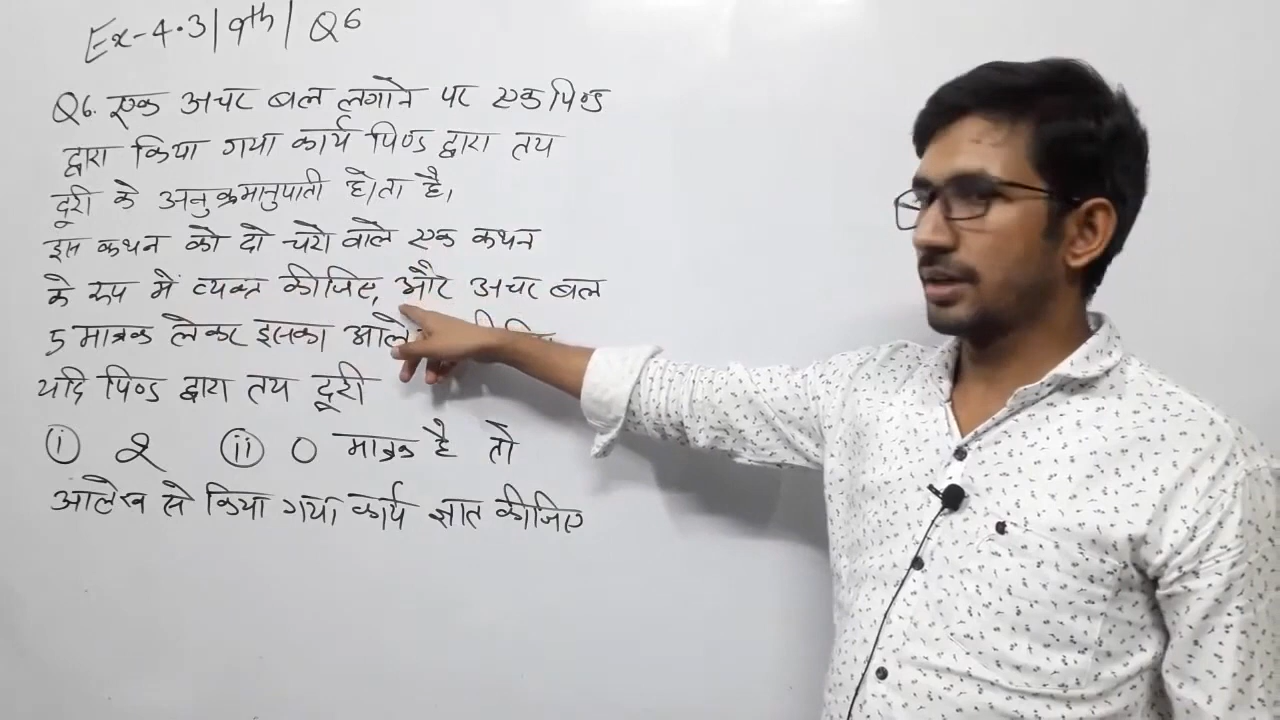 Ex-4.3|9th| Q6
Q6. एक अचर बल लगाने पर एक पिण्ड
द्वारा किया गया कार्य पिण्ड द्वारा तय
दूरी के अनुक्रमानुपाती होता है।
इस कथन को दो चरो वाले एक कथन
के रूप में व्यक्त कीजिए, और अचर बल
5 मात्रक लेकर इसका
यदि पिण्ड द्वारा तय दूरी
(i) 2 (ii) 0 मात्रक है तो
आलेख से किया गया कार्य ज्ञात कीजिए